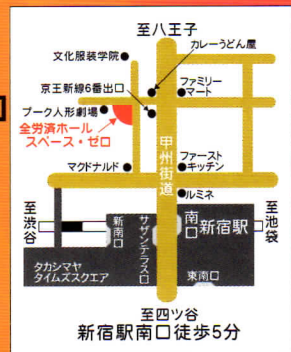 至八王子
カレーうどん屋
文化服装学院
京王新線6番出口
ファミリー
マート
プーク人形劇場
全労済ホール
スペース・ゼロ
甲州街道
マクドナルド
ファースト
キッチン
ルミネ
至渋谷
新南口
サザンテラス口
南口
新宿駅
至池袋
タカシマヤ
タイムズスクエア
東南口
至四ツ谷
新宿駅南口徒歩5分